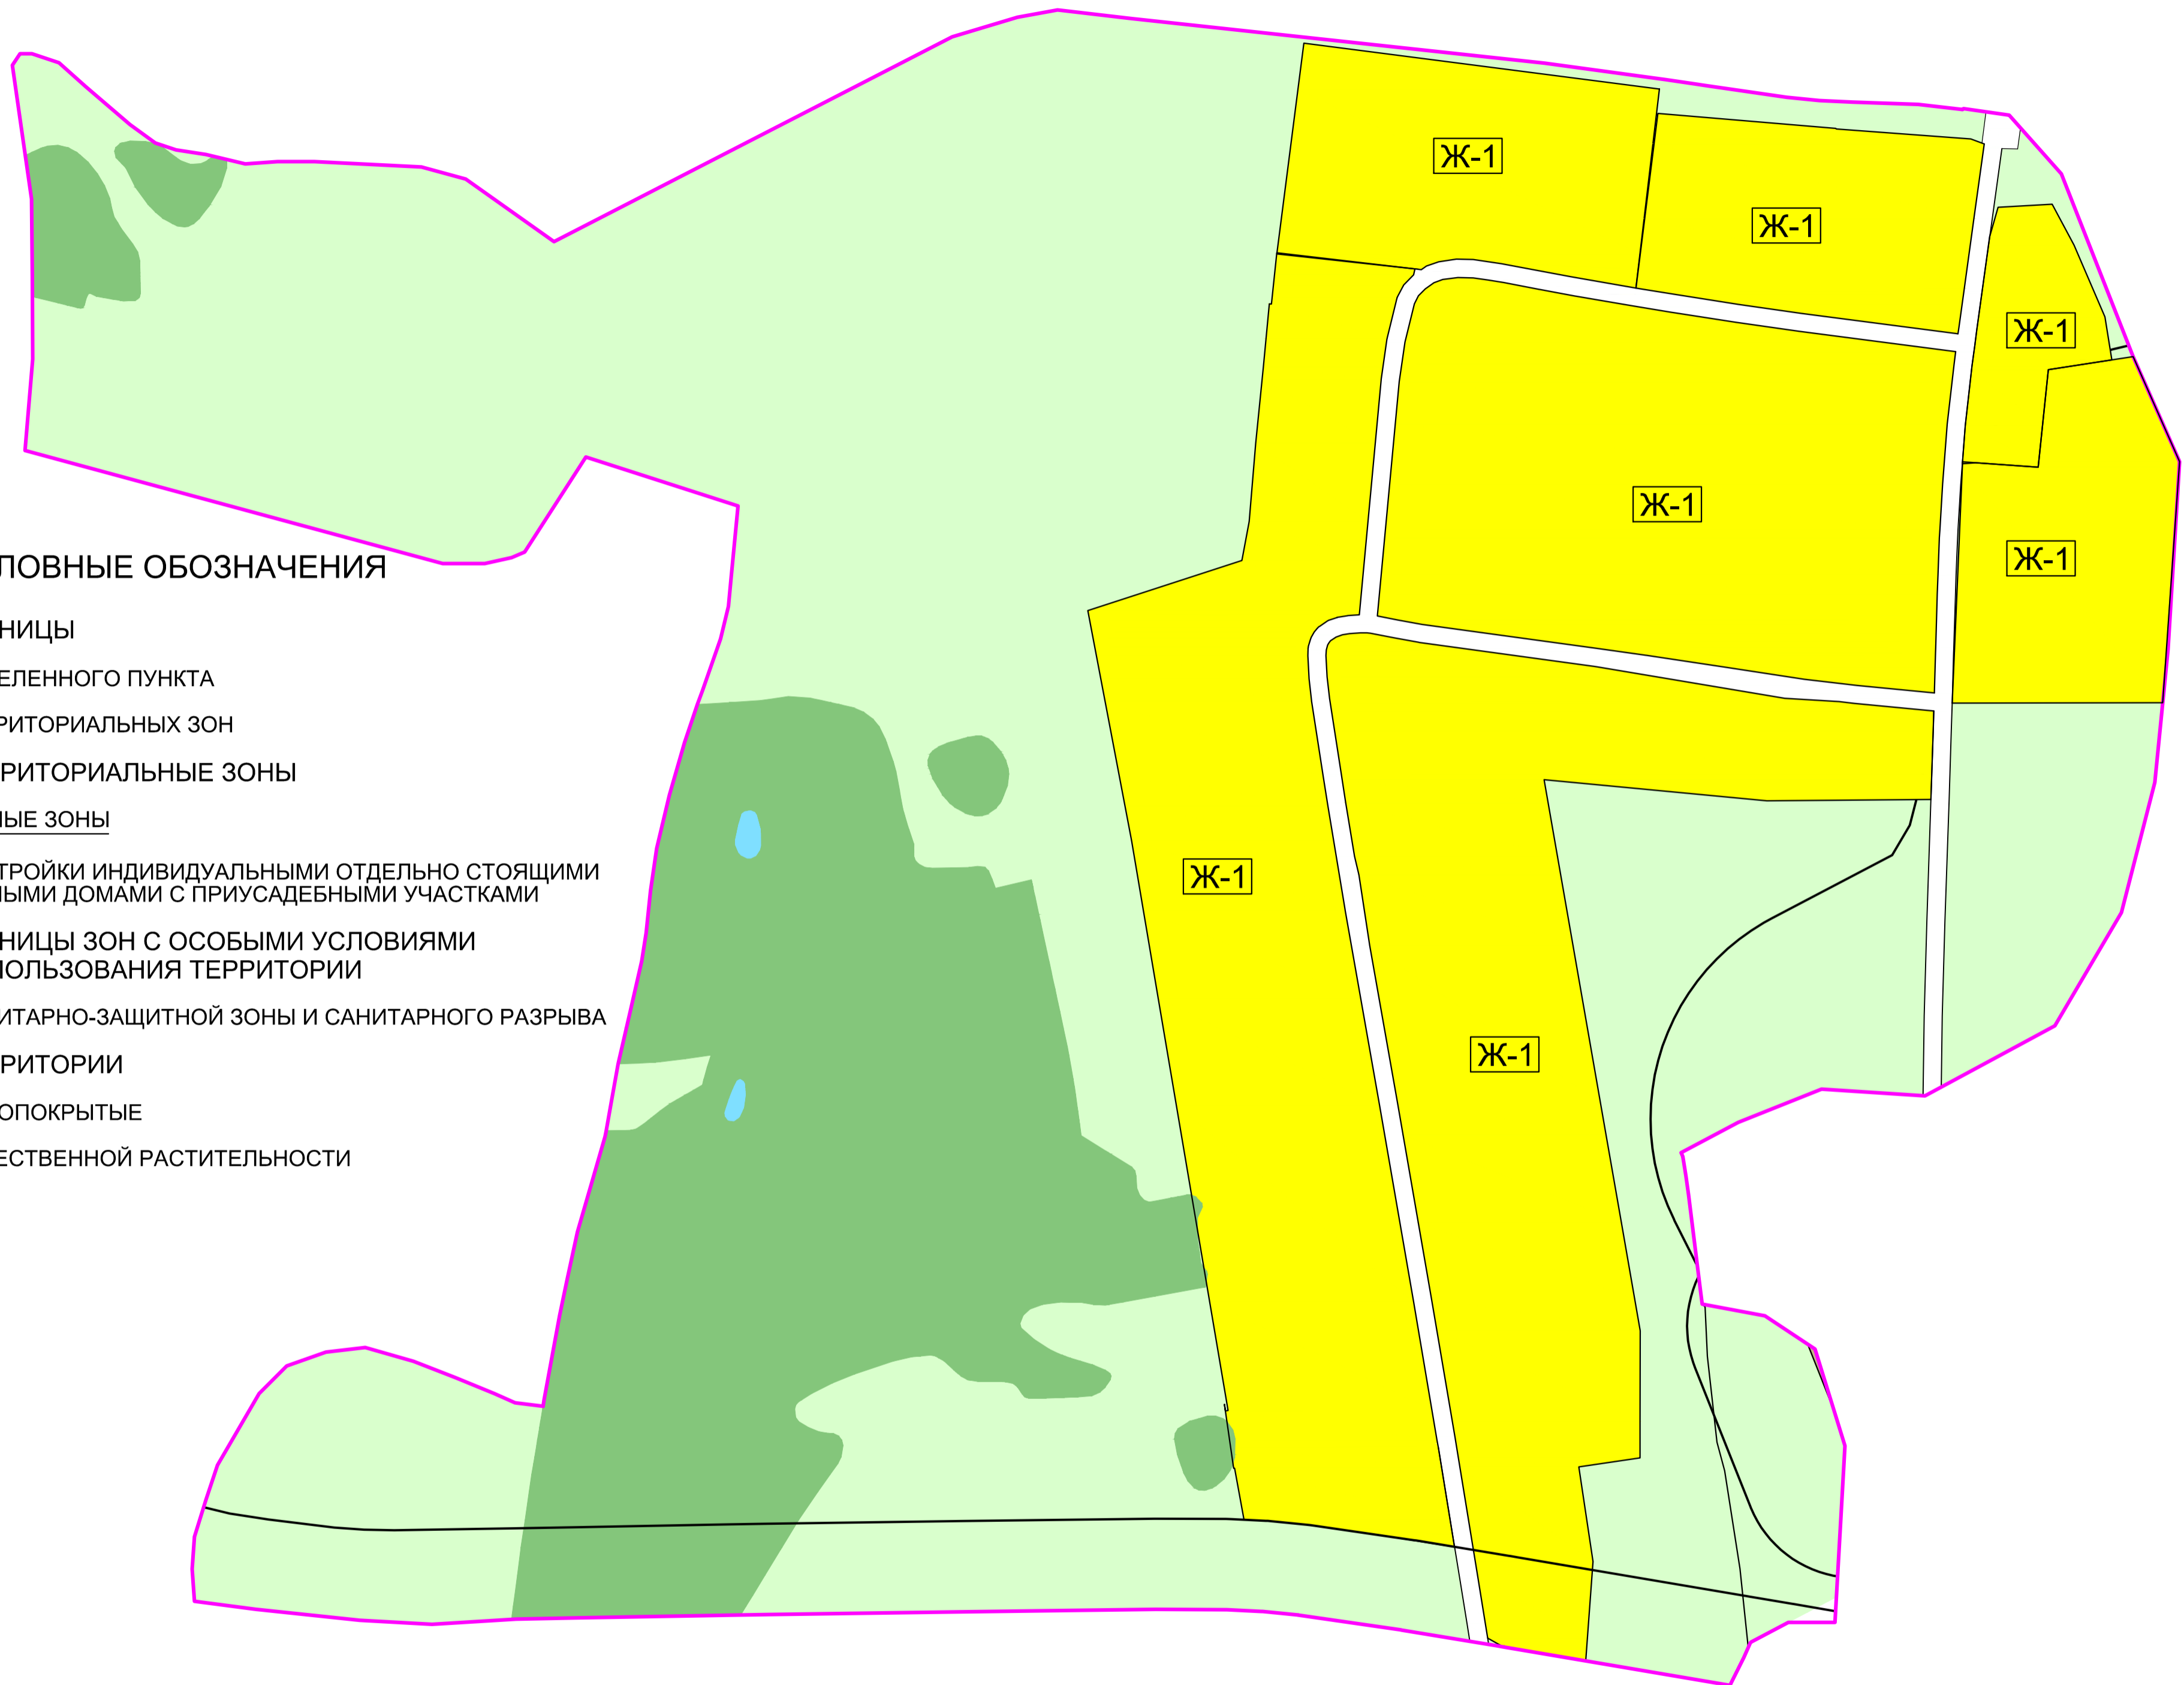 Ж-1
Ж-1
Ж-1
Ж-1
Ж-1
Ж-1
Ж-1
ЛОВНЫЕ ОБОЗНАЧЕНИЯ
НИЦЫ
ЕЛЕННОГО ПУНКТА
РИТОРИАЛЬНЫХ ЗОН
РИТОРИАЛЬНЫЕ ЗОНЫ
ЫЕ ЗОНЫ
ТРОЙКИ ИНДИВИДУАЛЬНЫМИ ОТДЕЛЬНО СТОЯЩИМИ
ЫМИ ДОМАМИ С ПРИУСАДЕБНЫМИ УЧАСТКАМИ
НИЦЫ ЗОН С ОСОБЫМИ УСЛОВИЯМИ
ПОЛЬЗОВАНИЯ ТЕРРИТОРИИ
ИТАРНО-ЗАЩИТНОЙ ЗОНЫ И САНИТАРНОГО РАЗРЫВА
РИТОРИИ
ОПОКРЫТЫЕ
ЕСТВЕННОЙ РАСТИТЕЛЬНОСТИ